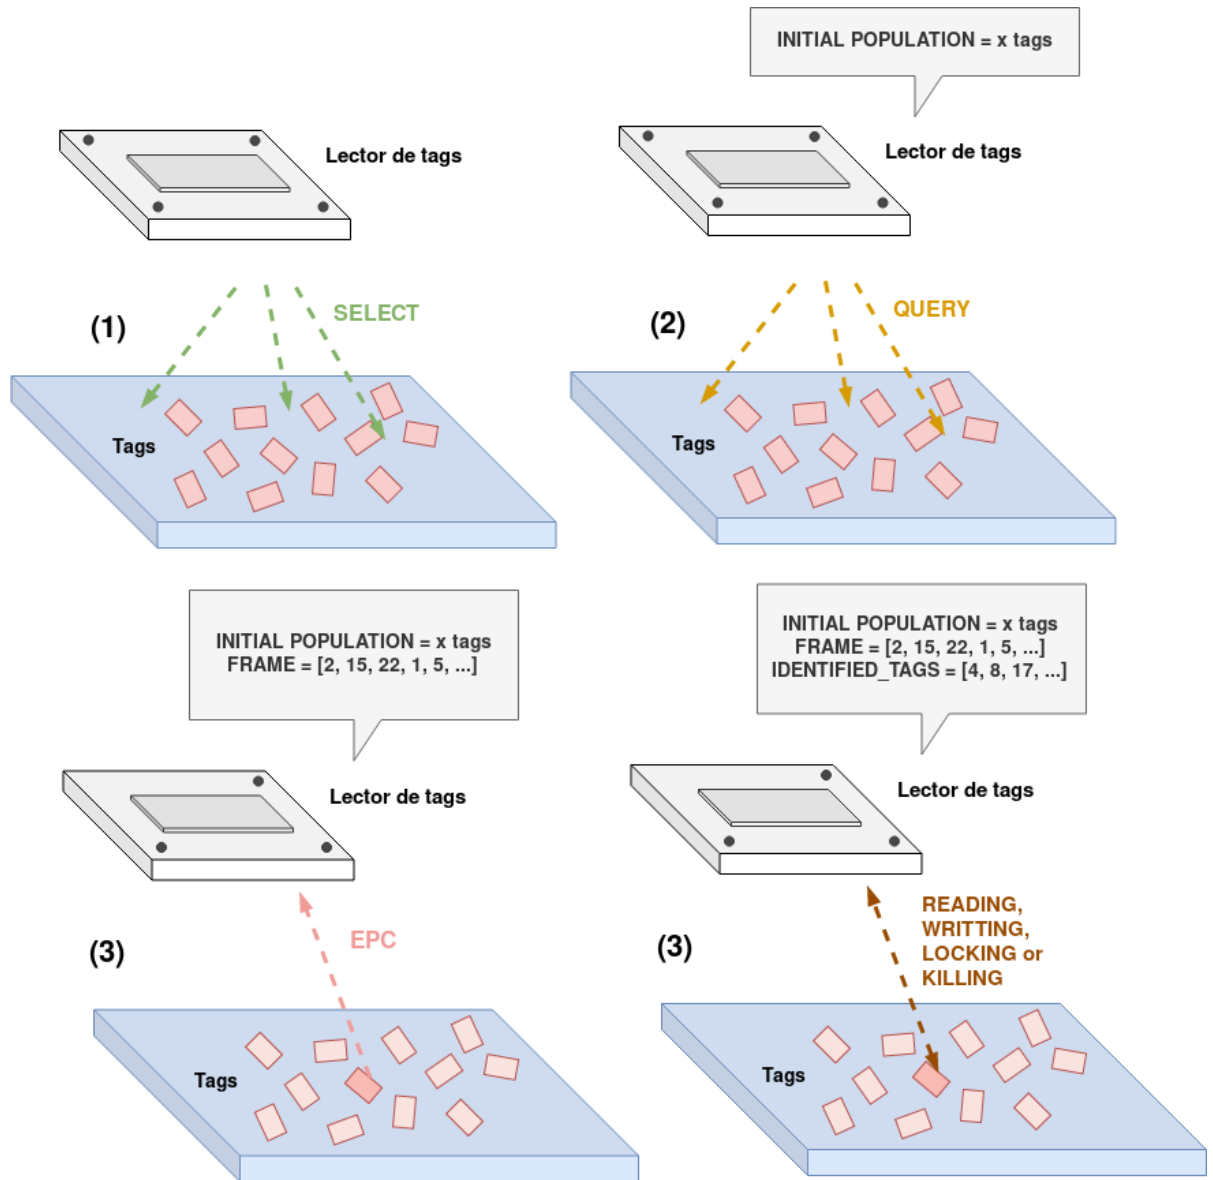 INITIAL POPULATION = x tags
Lector de tags
Lector de tags
SELECT
(1)
Tags
QUERY
(2)
Tags
INITIAL POPULATION = x tags
FRAME = [2, 15, 22, 1, 5, ...]
Lector de tags
EPC
(3)
Tags
INITIAL POPULATION = x tags
FRAME = [2, 15, 22, 1, 5, ...]
IDENTIFIED_TAGS = [4, 8, 17, ...]
Lector de tags
READING,
WRITTING,
LOCKING or
KILLING
(3)
Tags